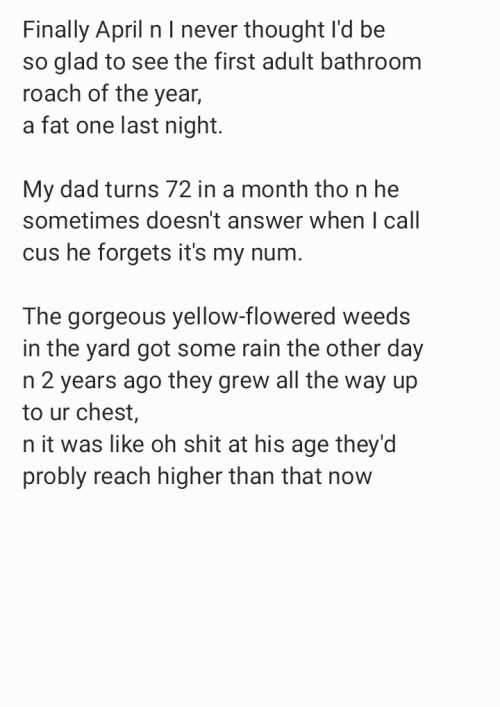 Finally April n I never thought I'd be
so glad to see the first adult bathroom
roach of the year,
a fat one last night.

My dad turns 72 in a month tho n he
sometimes doesn't answer when I call
cus he forgets it's my num.

The gorgeous yellow-flowered weeds
in the yard got some rain the other day
n 2 years ago they grew all the way up
to ur chest,
n it was like oh shit at his age they'd
probly reach higher than that now